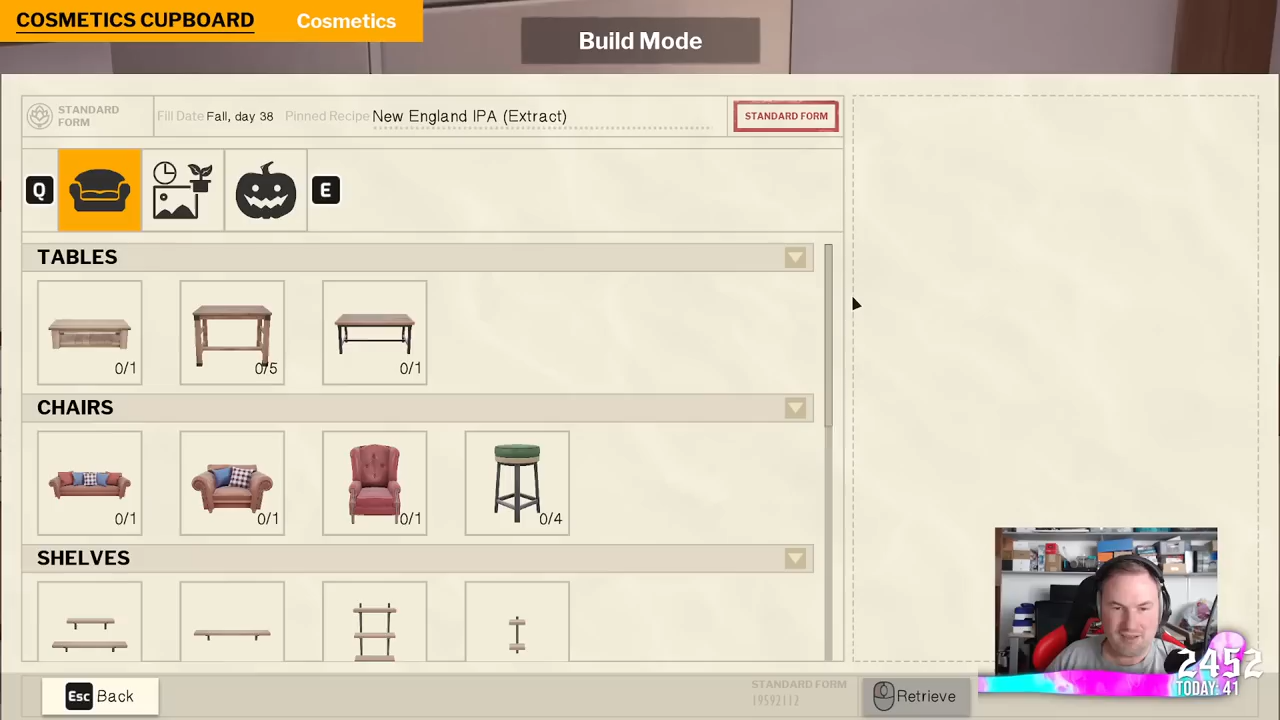 COSMETICS CUPBOARD Cosmetics
Build Mode
STANDARD FORM
Fill Date Fall, day 38 Pinned Recipe New England IPA (Extract)
STANDARD FORM
Q E
TABLES
0/1 0/5 0/1
CHAIRS
0/1 0/1 0/1 0/4
SHELVES
Esc Back
STANDARD FORM
19592112
Retrieve
2452
TODAY: 41